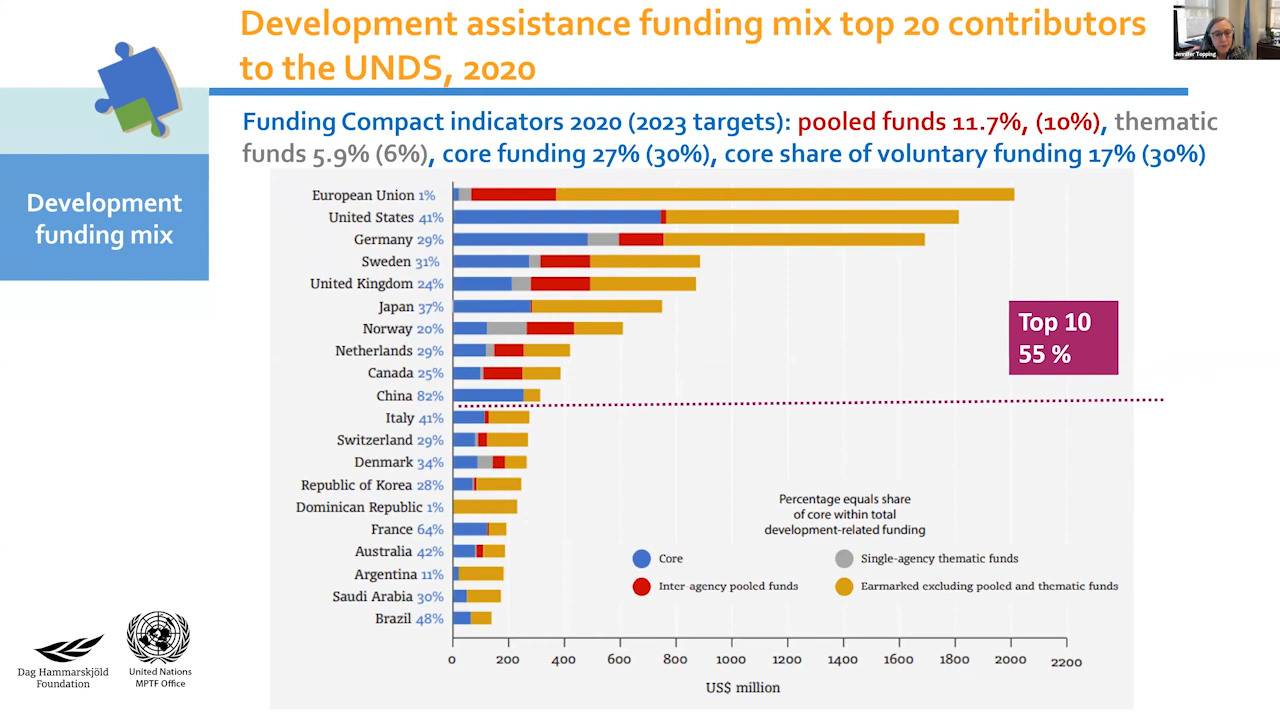 Development assistance funding mix top 20 contributors
to the UNDS, 2020
Jennifer Topping
Funding Compact indicators 2020 (2023 targets): pooled funds 11.7%, (10%), thematic
funds 5.9% (6%), core funding 27% (30%), core share of voluntary funding 17% (30%)
Development
funding mix
European Union 1%
United States 41%
Germany 29%
Sweden 31%
United Kingdom 24%
Japan 37%
Norway 20%
Netherlands 29%
Canada 25%
China 82%
Italy 41%
Switzerland 29%
Denmark 34%
Republic of Korea 28%
Dominican Republic 1%
France 64%
Australia 42%
Argentina 11%
Saudi Arabia 30%
Brazil 48%
Top 10
55 %
Percentage equals share
of core within total
development-related funding
Core
Single-agency thematic funds
Inter-agency pooled funds
Earmarked excluding pooled and thematic funds
0 200 400 600 800 1000 1200 1400 1600 1800 2000 2200
US$ million
Dag Hammarskjöld
Foundation
United Nations
MPTF Office